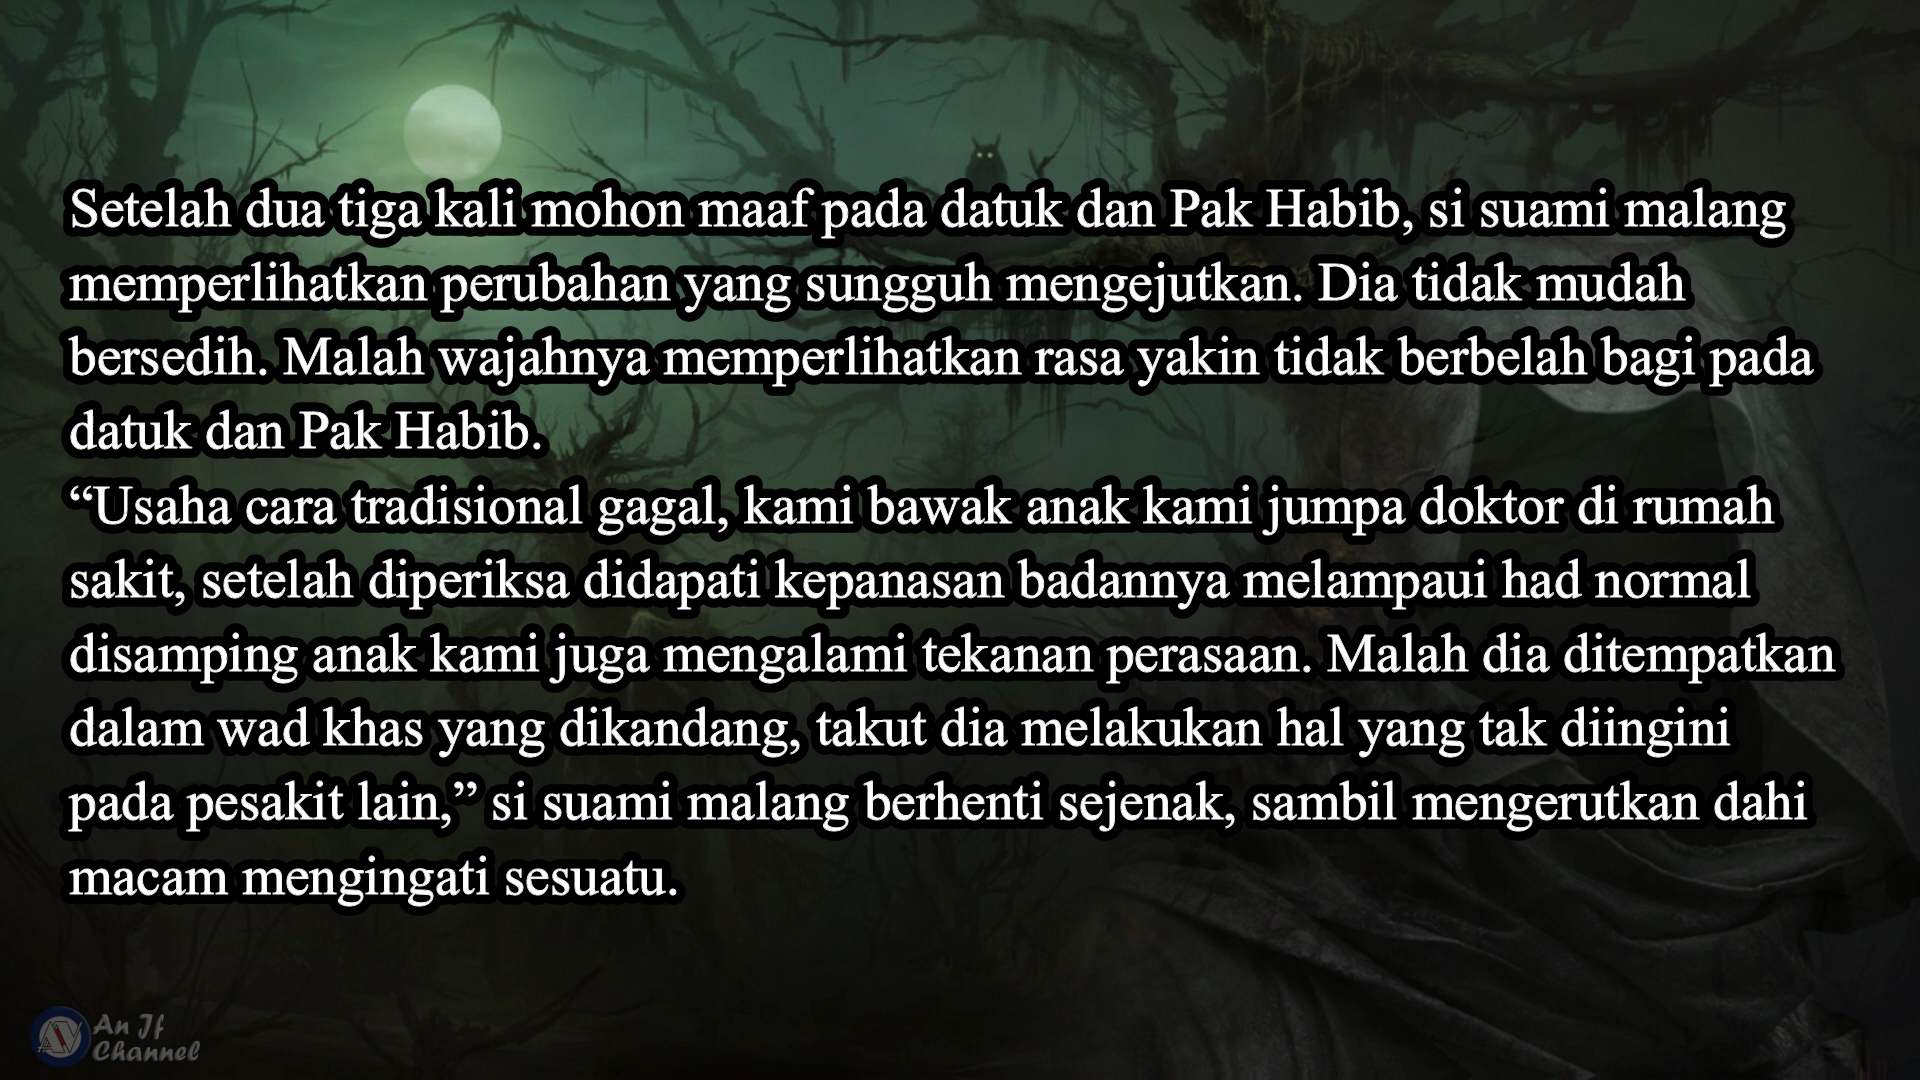 Setelah dua tiga kali mohon maaf pada datuk dan Pak Habib, si suami malang
memperlihatkan perubahan yang sungguh mengejutkan. Dia tidak mudah
bersedih. Malah wajahnya memperlihatkan rasa yakin tidak berbelah bagi pada
datuk dan Pak Habib.
“Usaha cara tradisional gagal, kami bawak anak kami jumpa doktor di rumah
sakit, setelah diperiksa didapati kepanasan badannya melampaui had normal
disamping anak kami juga mengalami tekanan perasaan. Malah dia ditempatkan
dalam wad khas yang dikandang, takut dia melakukan hal yang tak diingini
pada pesakit lain,” si suami malang berhenti sejenak, sambil mengerutkan dahi
macam mengingati sesuatu.
An If
Channel